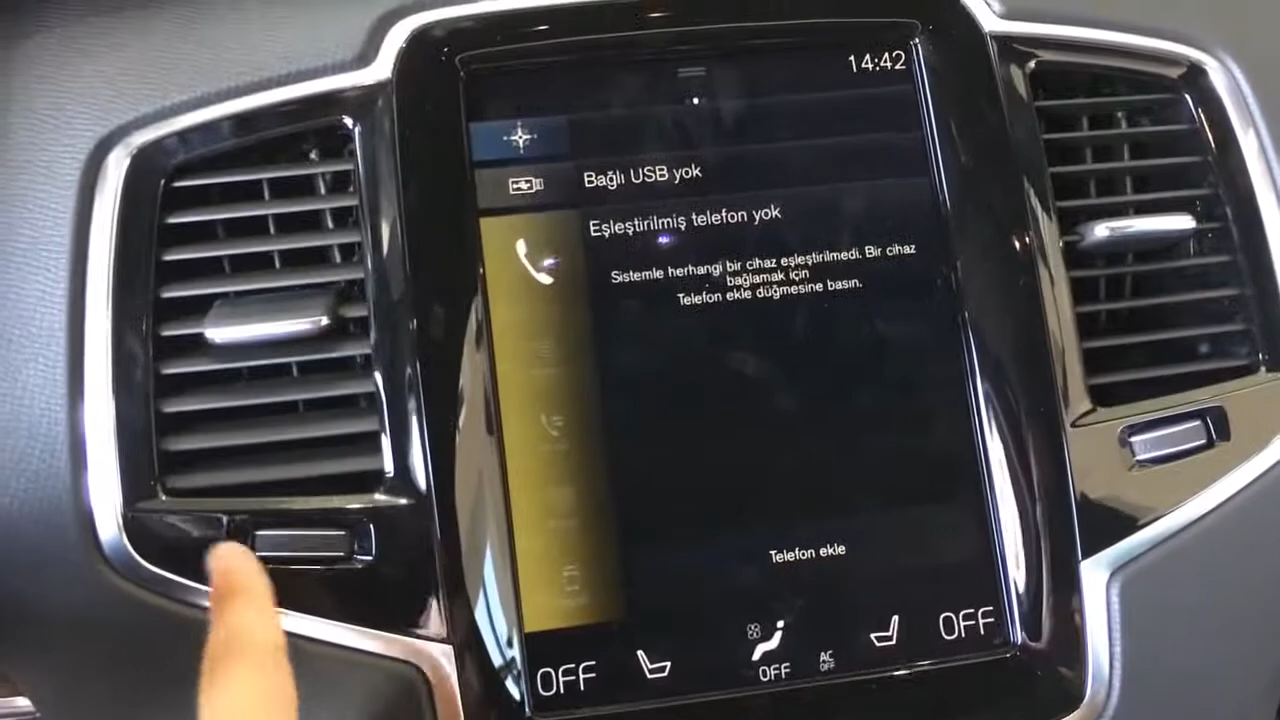 14:42
Bağlı USB yok
Eşleştirilmiş telefon yok
Sistemle herhangi bir cihaz eşleştirilmedi. Bir cihaz
bağlamak için
Telefon ekle düğmesine basın.
Telefon ekle
OFF
OFF
AC
OFF
OFF